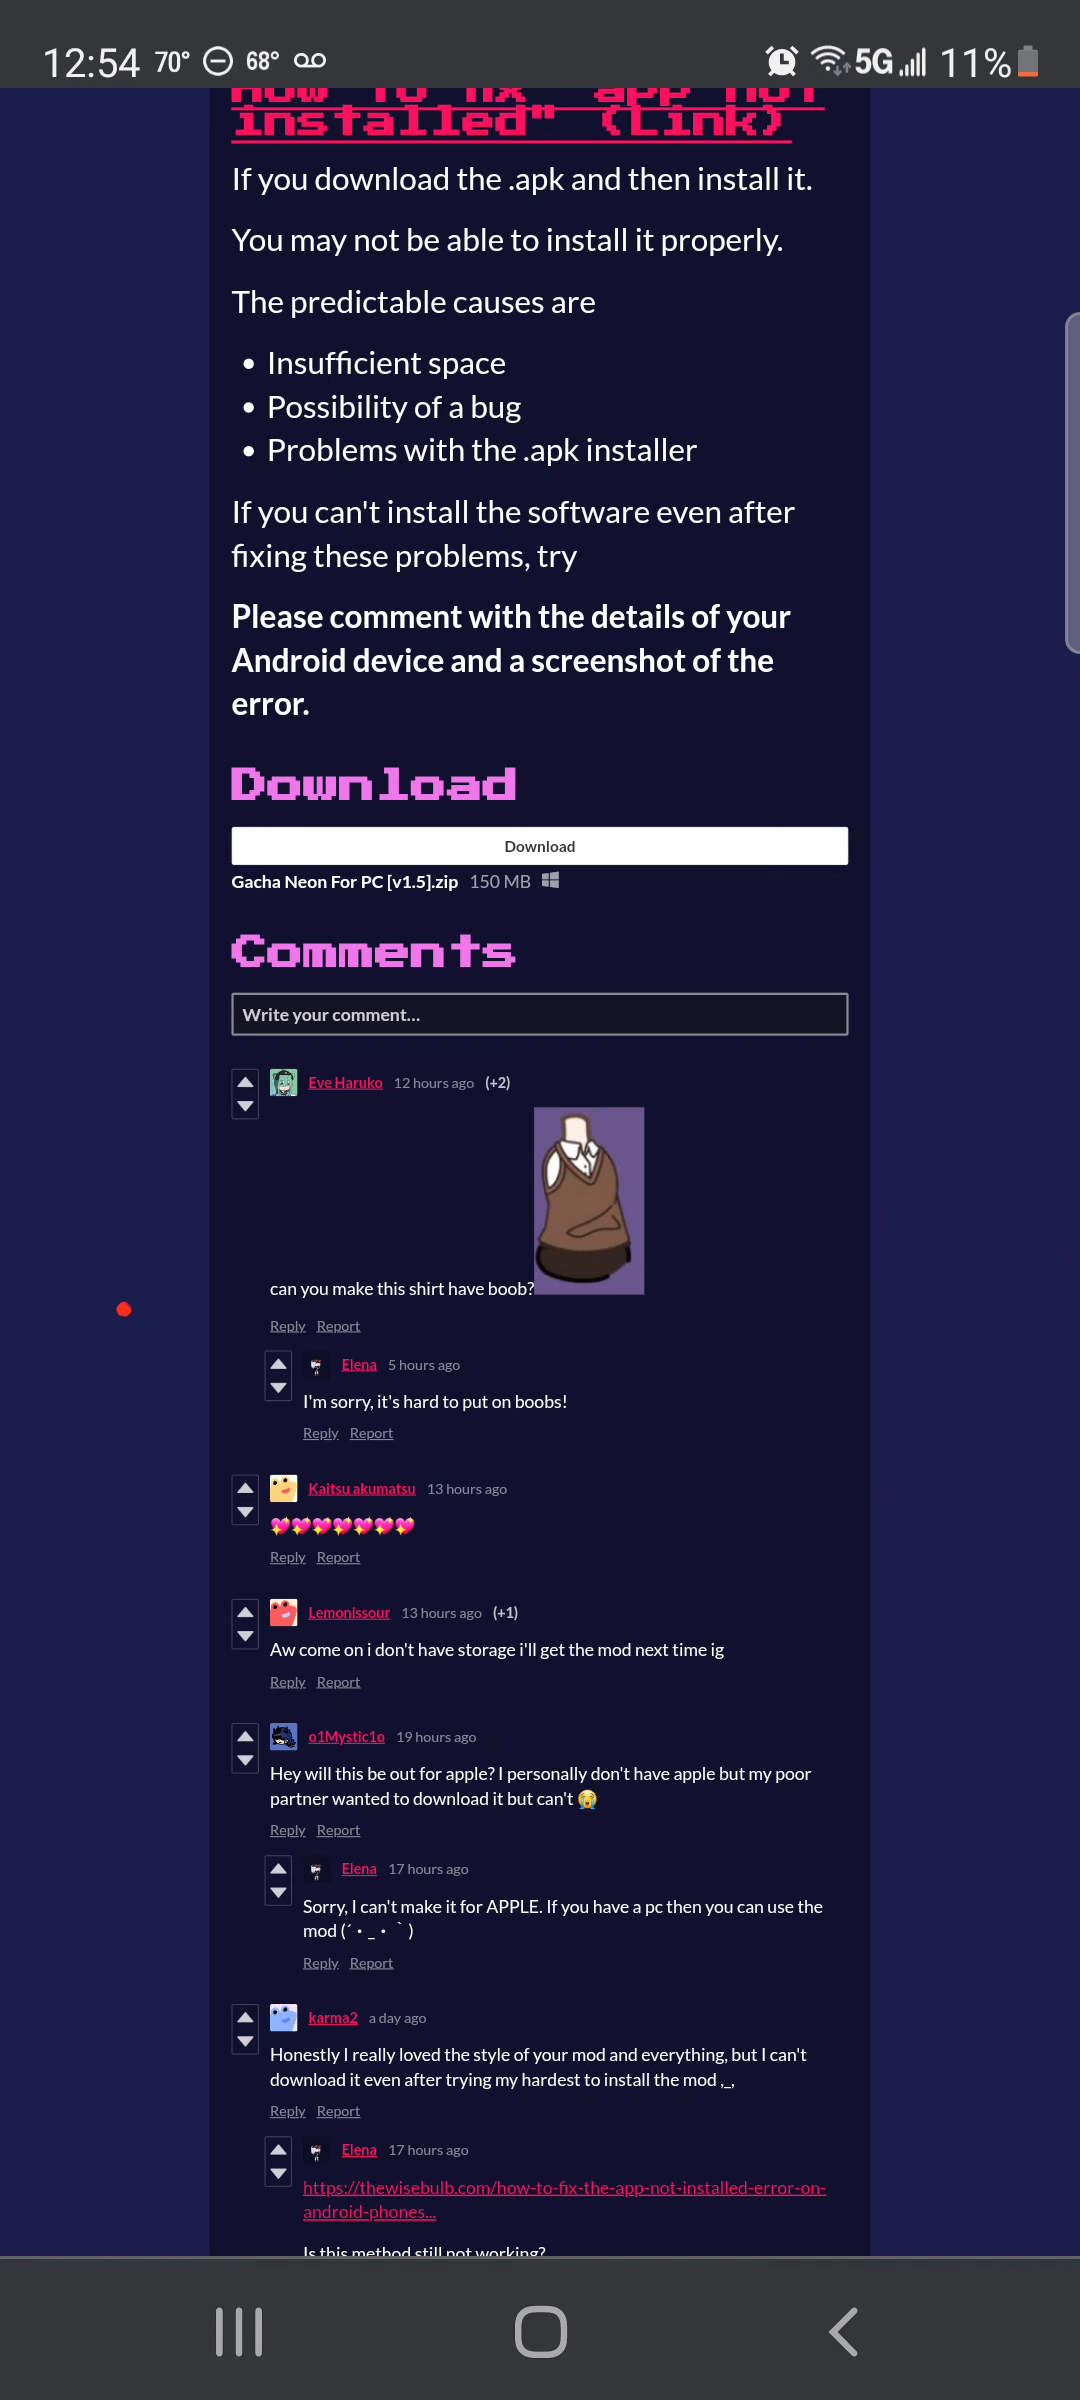 12:54 70° 68° 5G 11%
How To fix "app not
installed" (Link)
If you download the .apk and then install it.
You may not be able to install it properly.
The predictable causes are
• Insufficient space
• Possibility of a bug
• Problems with the .apk installer
If you can't install the software even after
fixing these problems, try
Please comment with the details of your
Android device and a screenshot of the
error.
Download
Download
Gacha Neon For PC [v1.5].zip 150 MB
Comments
Write your comment...
Eve Haruko 12 hours ago (+2)
can you make this shirt have boob?
Reply Report
Elena 5 hours ago
I'm sorry, it's hard to put on boobs!
Reply Report
Kaitsu akumatsu 13 hours ago
💖💖💖💖💖💖💖
Reply Report
Lemonissour 13 hours ago (+1)
Aw come on i don't have storage i'll get the mod next time ig
Reply Report
o1Mystic1o 19 hours ago
Hey will this be out for apple? I personally don't have apple but my poor
partner wanted to download it but can't 😭
Reply Report
Elena 17 hours ago
Sorry, I can't make it for APPLE. If you have a pc then you can use the
mod (´・_・｀)
Reply Report
karma2 a day ago
Honestly I really loved the style of your mod and everything, but I can't
download it even after trying my hardest to install the mod ,_,
Reply Report
Elena 17 hours ago
https://thewisebulb.com/how-to-fix-the-app-not-installed-error-on-
android-phones...
Is this method still not working?